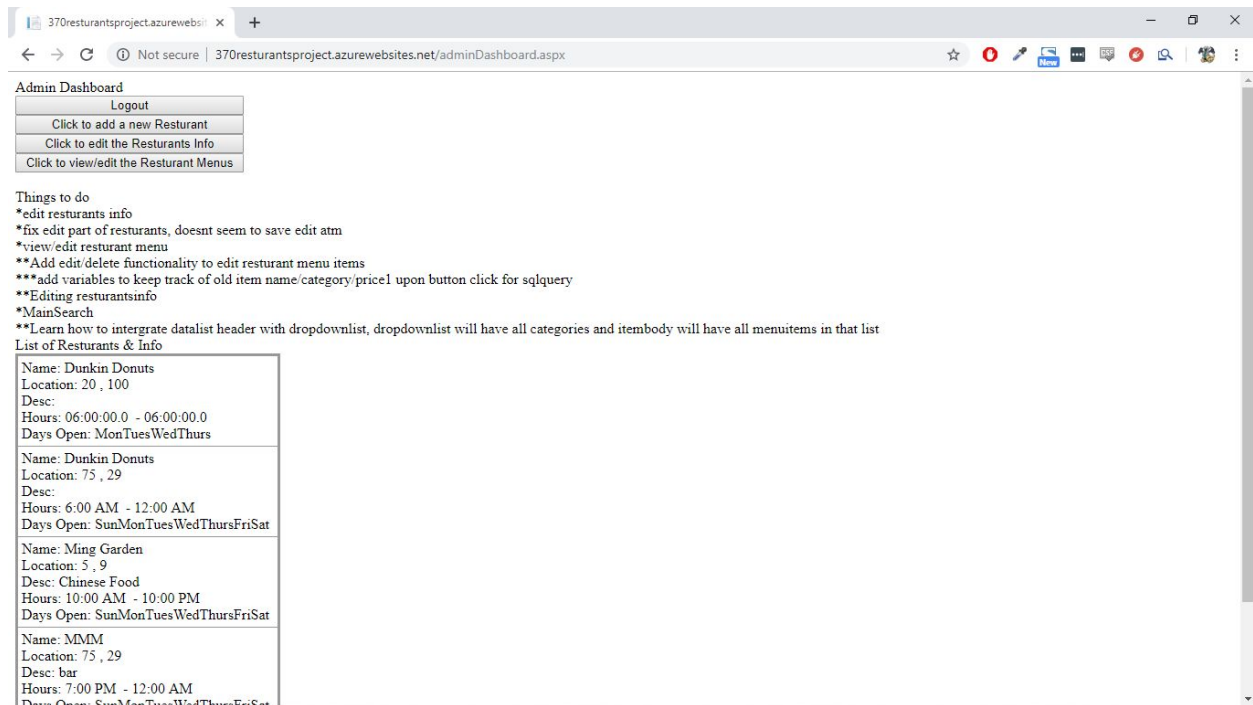 370resturantsproject.azurewebsit
Not secure | 370resturantsproject.azurewebsites.net/adminDashboard.aspx
New
CSP
Admin Dashboard
Logout
Click to add a new Resturant
Click to edit the Resturants Info
Click to view/edit the Resturant Menus
Things to do
*edit resturants info
*fix edit part of resturants, doesnt seem to save edit atm
*view/edit resturant menu
**Add edit/delete functionality to edit resturant menu items
***add variables to keep track of old item name/category/price1 upon button click for sqlquery
**Editing resturantsinfo
*MainSearch
**Learn how to intergrate datalist header with dropdownlist, dropdownlist will have all categories and itembody will have all menuitems in that list
List of Resturants & Info
Name: Dunkin Donuts
Location: 20 , 100
Desc:
Hours: 06:00:00.0 - 06:00:00.0
Days Open: MonTuesWedThurs
Name: Dunkin Donuts
Location: 75 , 29
Desc:
Hours: 6:00 AM - 12:00 AM
Days Open: SunMonTuesWedThursFriSat
Name: Ming Garden
Location: 5 , 9
Desc: Chinese Food
Hours: 10:00 AM - 10:00 PM
Days Open: SunMonTuesWedThursFriSat
Name: MMM
Location: 75 , 29
Desc: bar
Hours: 7:00 PM - 12:00 AM
Days Open: SunMonTuesWedThursFriSat